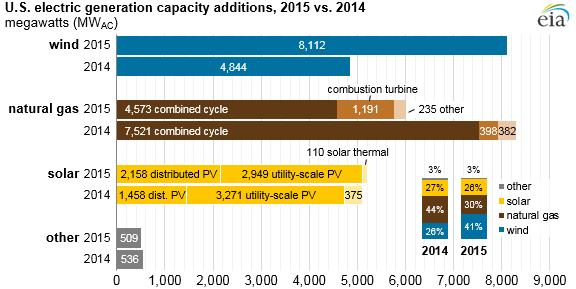 U.S. electric generation capacity additions, 2015 vs. 2014
megawatts (MWAC)
eia
wind 2015 8,112
2014 4,844
combustion turbine
natural gas 2015 4,573 combined cycle 1,191 235 other
2014 7,521 combined cycle 398 382
110 solar thermal
solar 2015 2,158 distributed PV 2,949 utility-scale PV
2014 1,458 dist. PV 3,271 utility-scale PV 375
other 2015 509
2014 536
0 1,000 2,000 3,000 4,000 5,000 6,000 7,000 8,000 9,000
3% 3%
27% 26%
44% 30%
26% 41%
2014 2015
other
solar
natural gas
wind